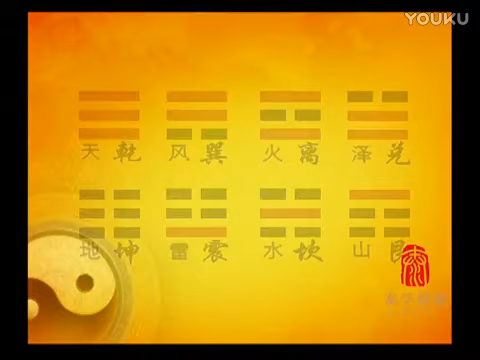 YOUKU
天 乾 风 巽 火 离 泽 兑
地 坤 雷 震 水 坎 山 艮